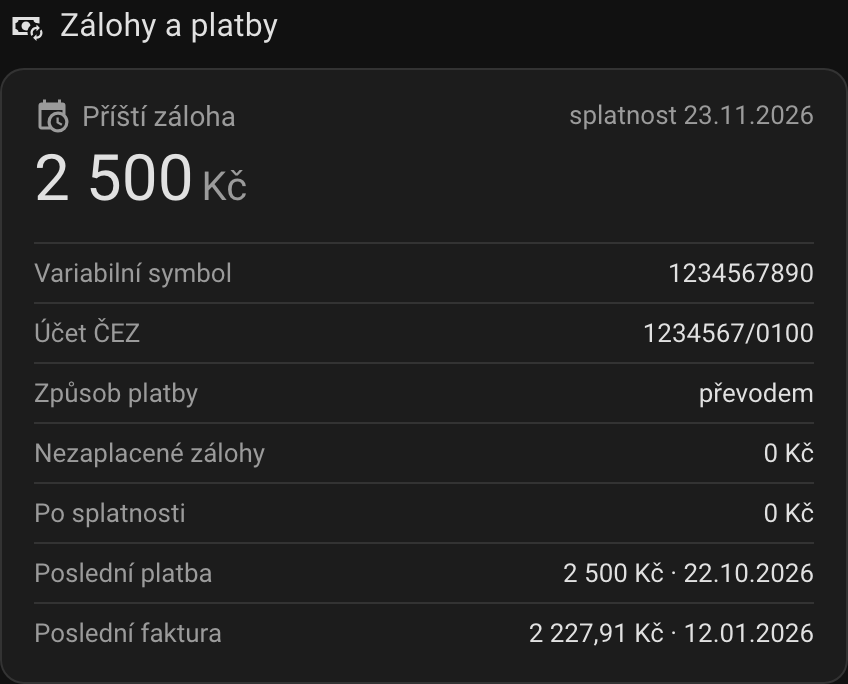 Zálohy a platby
Příští záloha splatnost 23.11.2026
2 500 Kč
Variabilní symbol 1234567890
Účet ČEZ 1234567/0100
Způsob platby převodem
Nezaplacené zálohy 0 Kč
Po splatnosti 0 Kč
Poslední platba 2 500 Kč · 22.10.2026
Poslední faktura 2 227,91 Kč · 12.01.2026